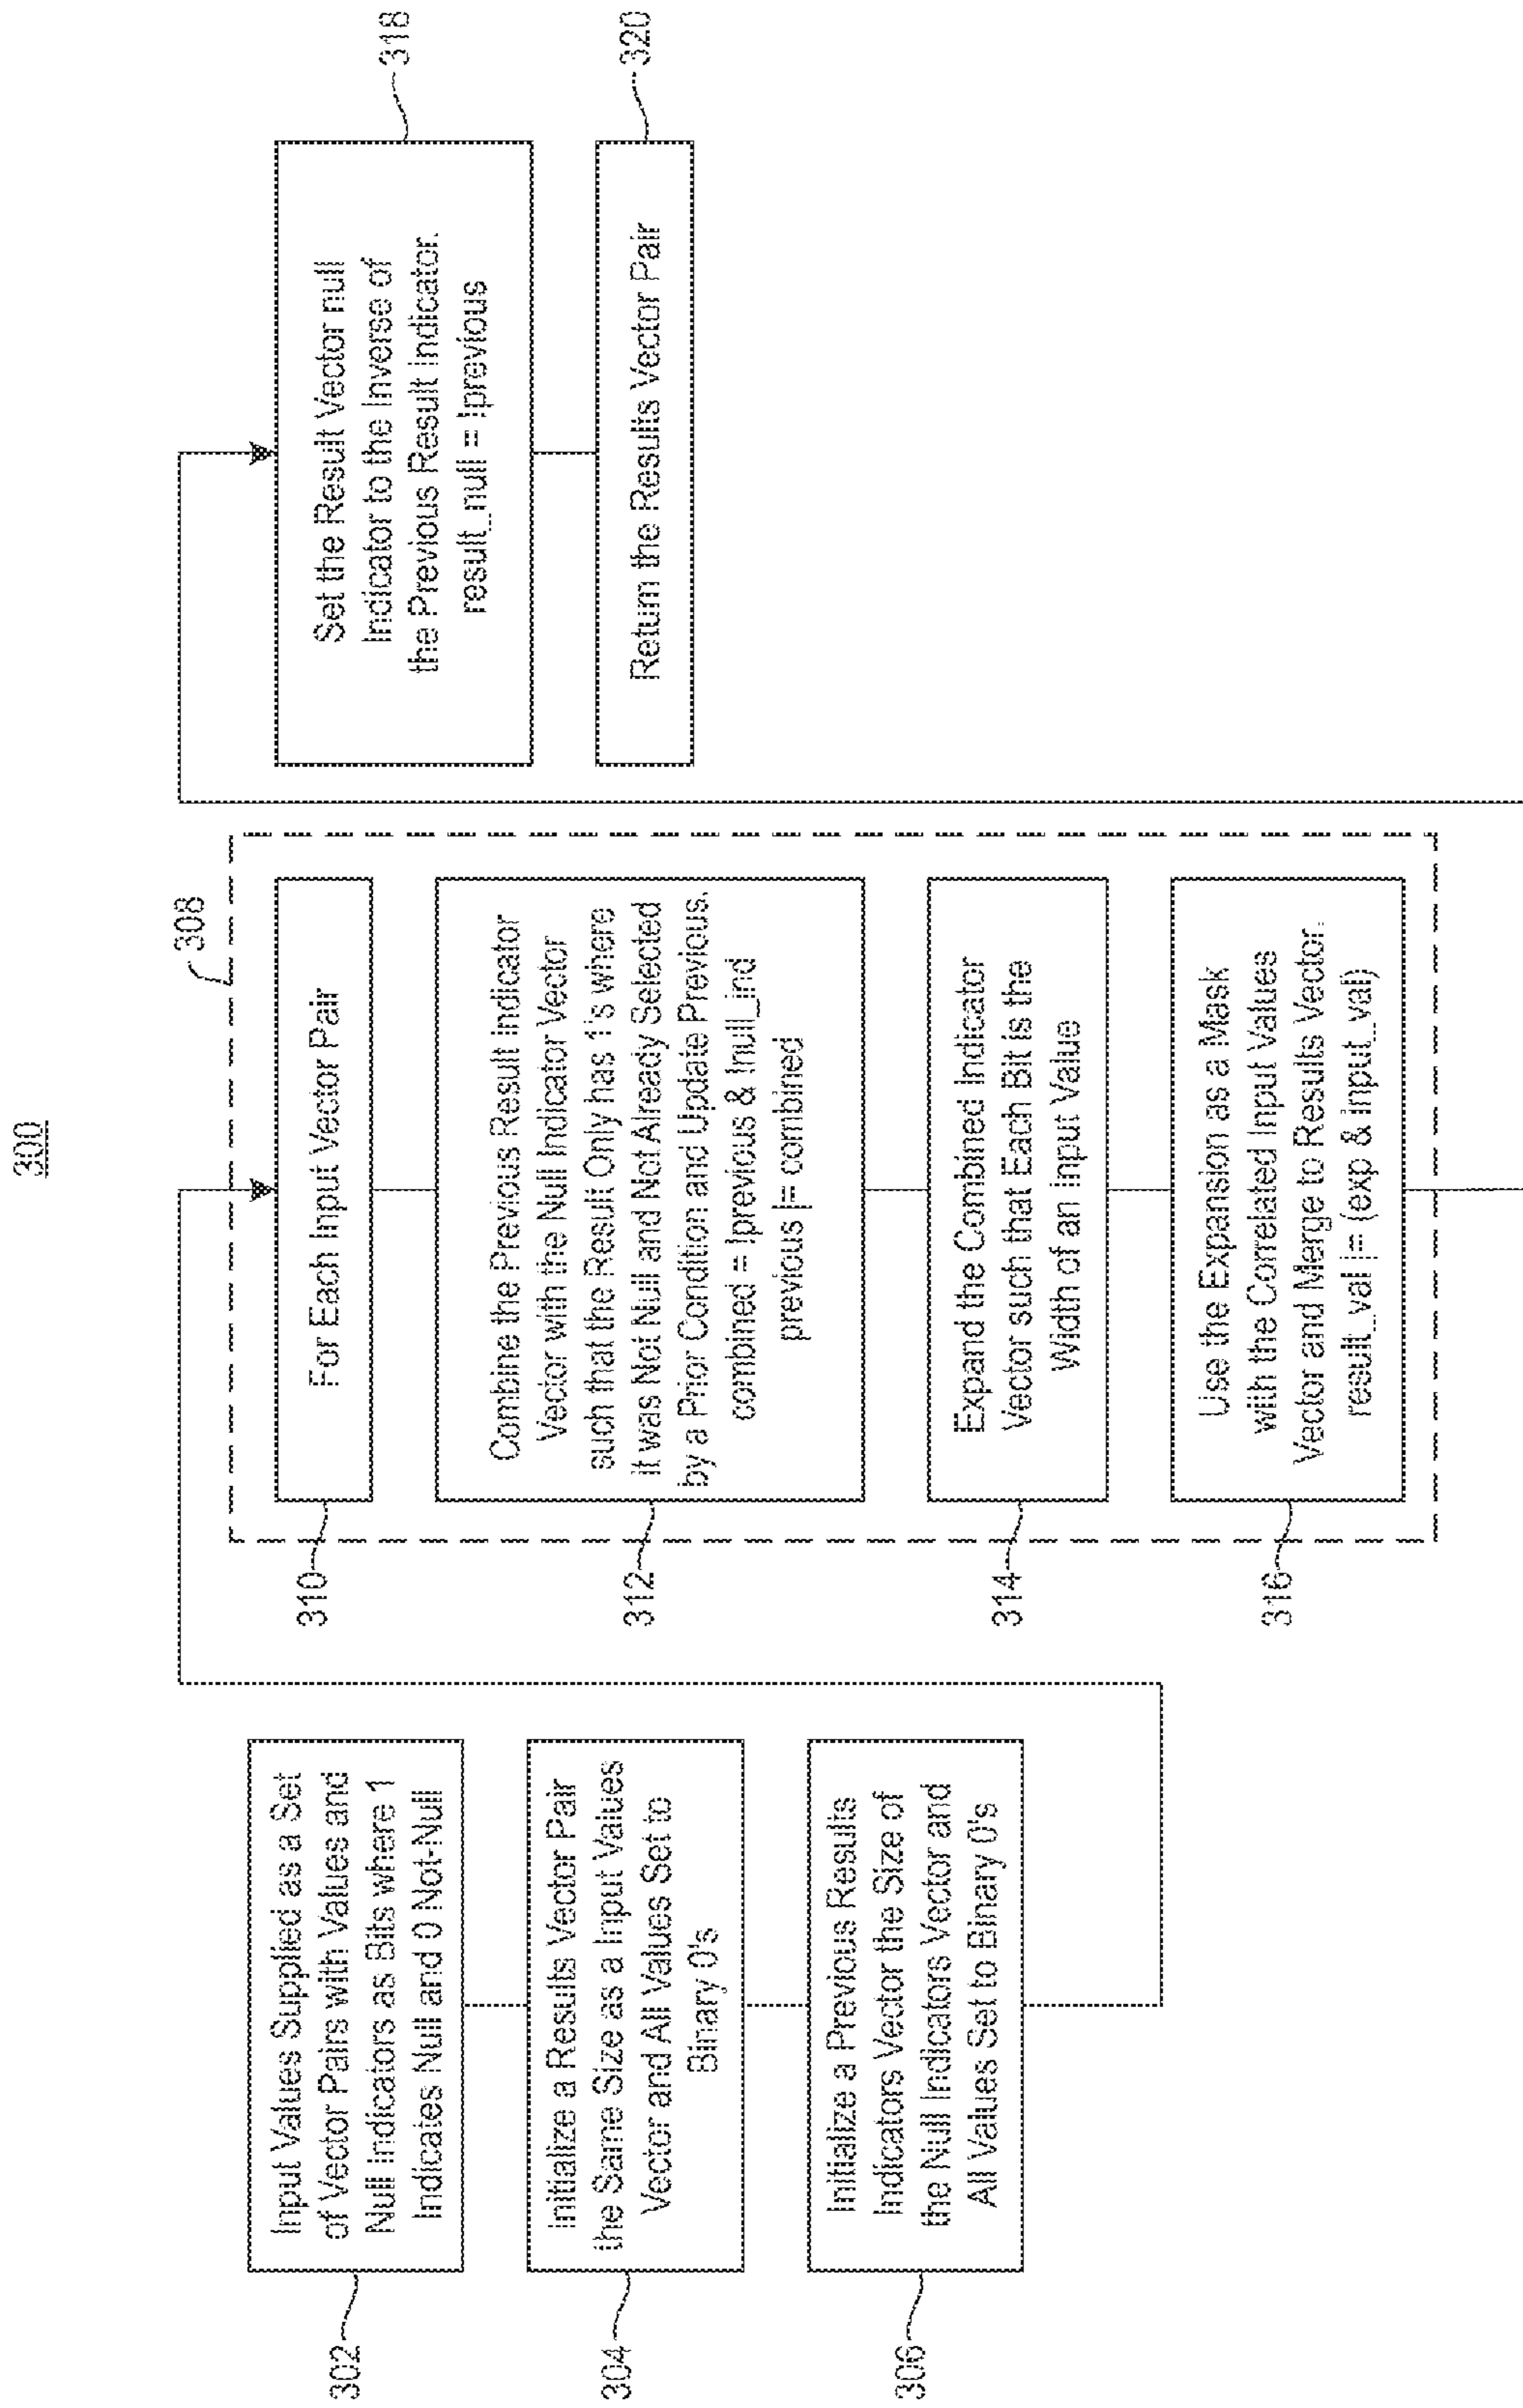 300
302
Input Values Supplied as a Set
of Vector Pairs with Values and
Null Indicators as Bits where 1
Indicates Null and 0 Not-Null
304
Initialize a Results Vector Pair
the Same Size as a Input Values
Vector and All Values Set to
Binary 0's
306
Initialize a Previous Results
Indicators Vector the Size of
the Null Indicators Vector and
All Values Set to Binary 0's
308
310
For Each Input Vector Pair
312
Combine the Previous Result Indicator
Vector with the Null Indicator Vector
such that the Result Only has 1's where
it was Not Null and Not Already Selected
by a Prior Condition and Update Previous.
combined = !previous & !null_ind
previous |= combined
314
Expand the Combined Indicator
Vector such that Each Bit is the
Width of an Input Value
316
Use the Expansion as a Mask
with the Correlated Input Values
Vector and Merge to Results Vector.
result_val |= (exp & input_val)
318
Set the Result Vector null
Indicator to the Inverse of
the Previous Result Indicator.
result_null = !previous
320
Return the Results Vector Pair